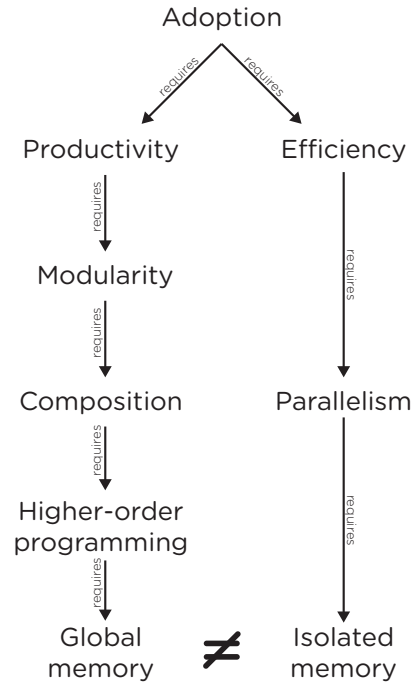 Adoption
requires
requires
Productivity
Efficiency
requires
requires
Modularity
requires
Composition
Parallelism
requires
requires
Higher-order
programming
requires
Global
memory
≠
Isolated
memory